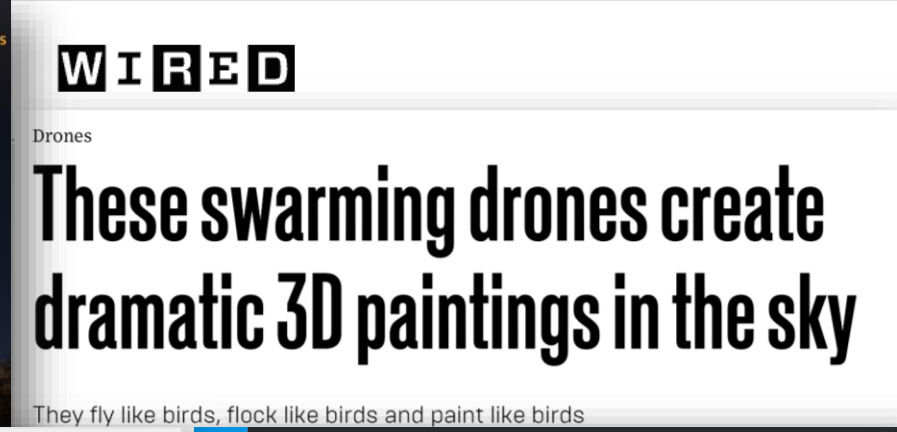 WIRED
Drones
These swarming drones create
dramatic 3D paintings in the sky
They fly like birds, flock like birds and paint like birds